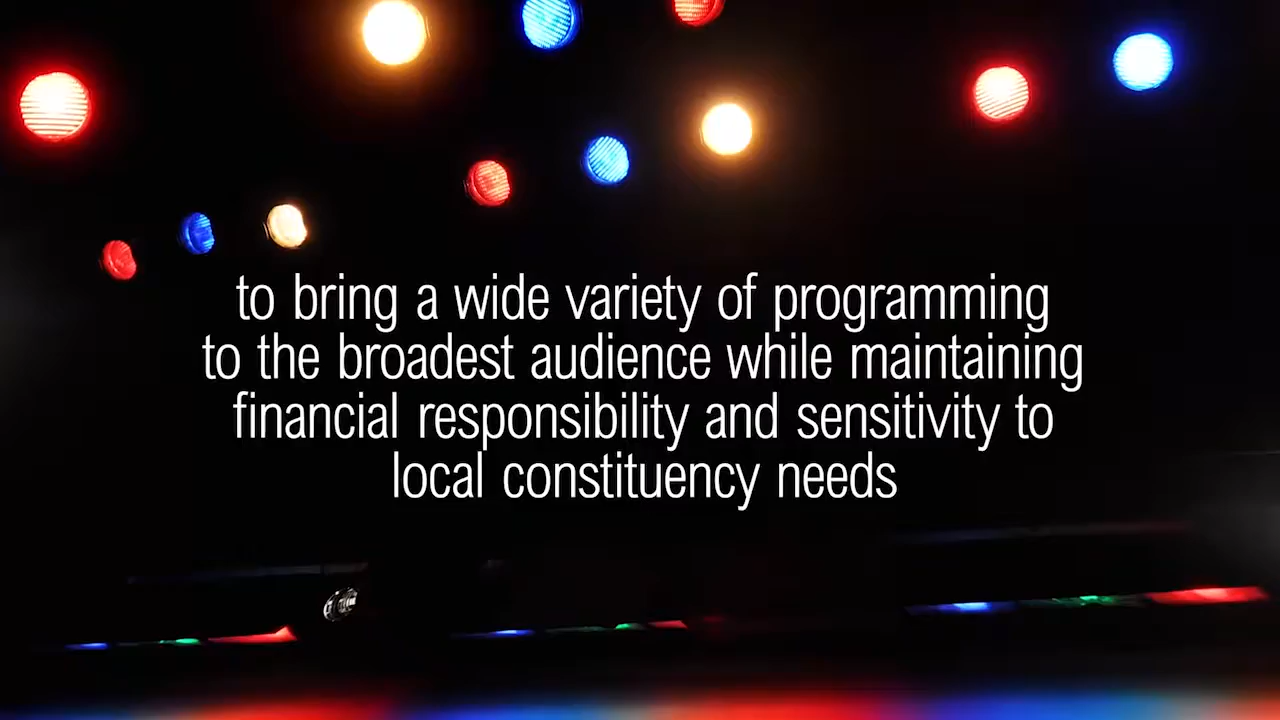 to bring a wide variety of programming
to the broadest audience while maintaining
financial responsibility and sensitivity to
local constituency needs